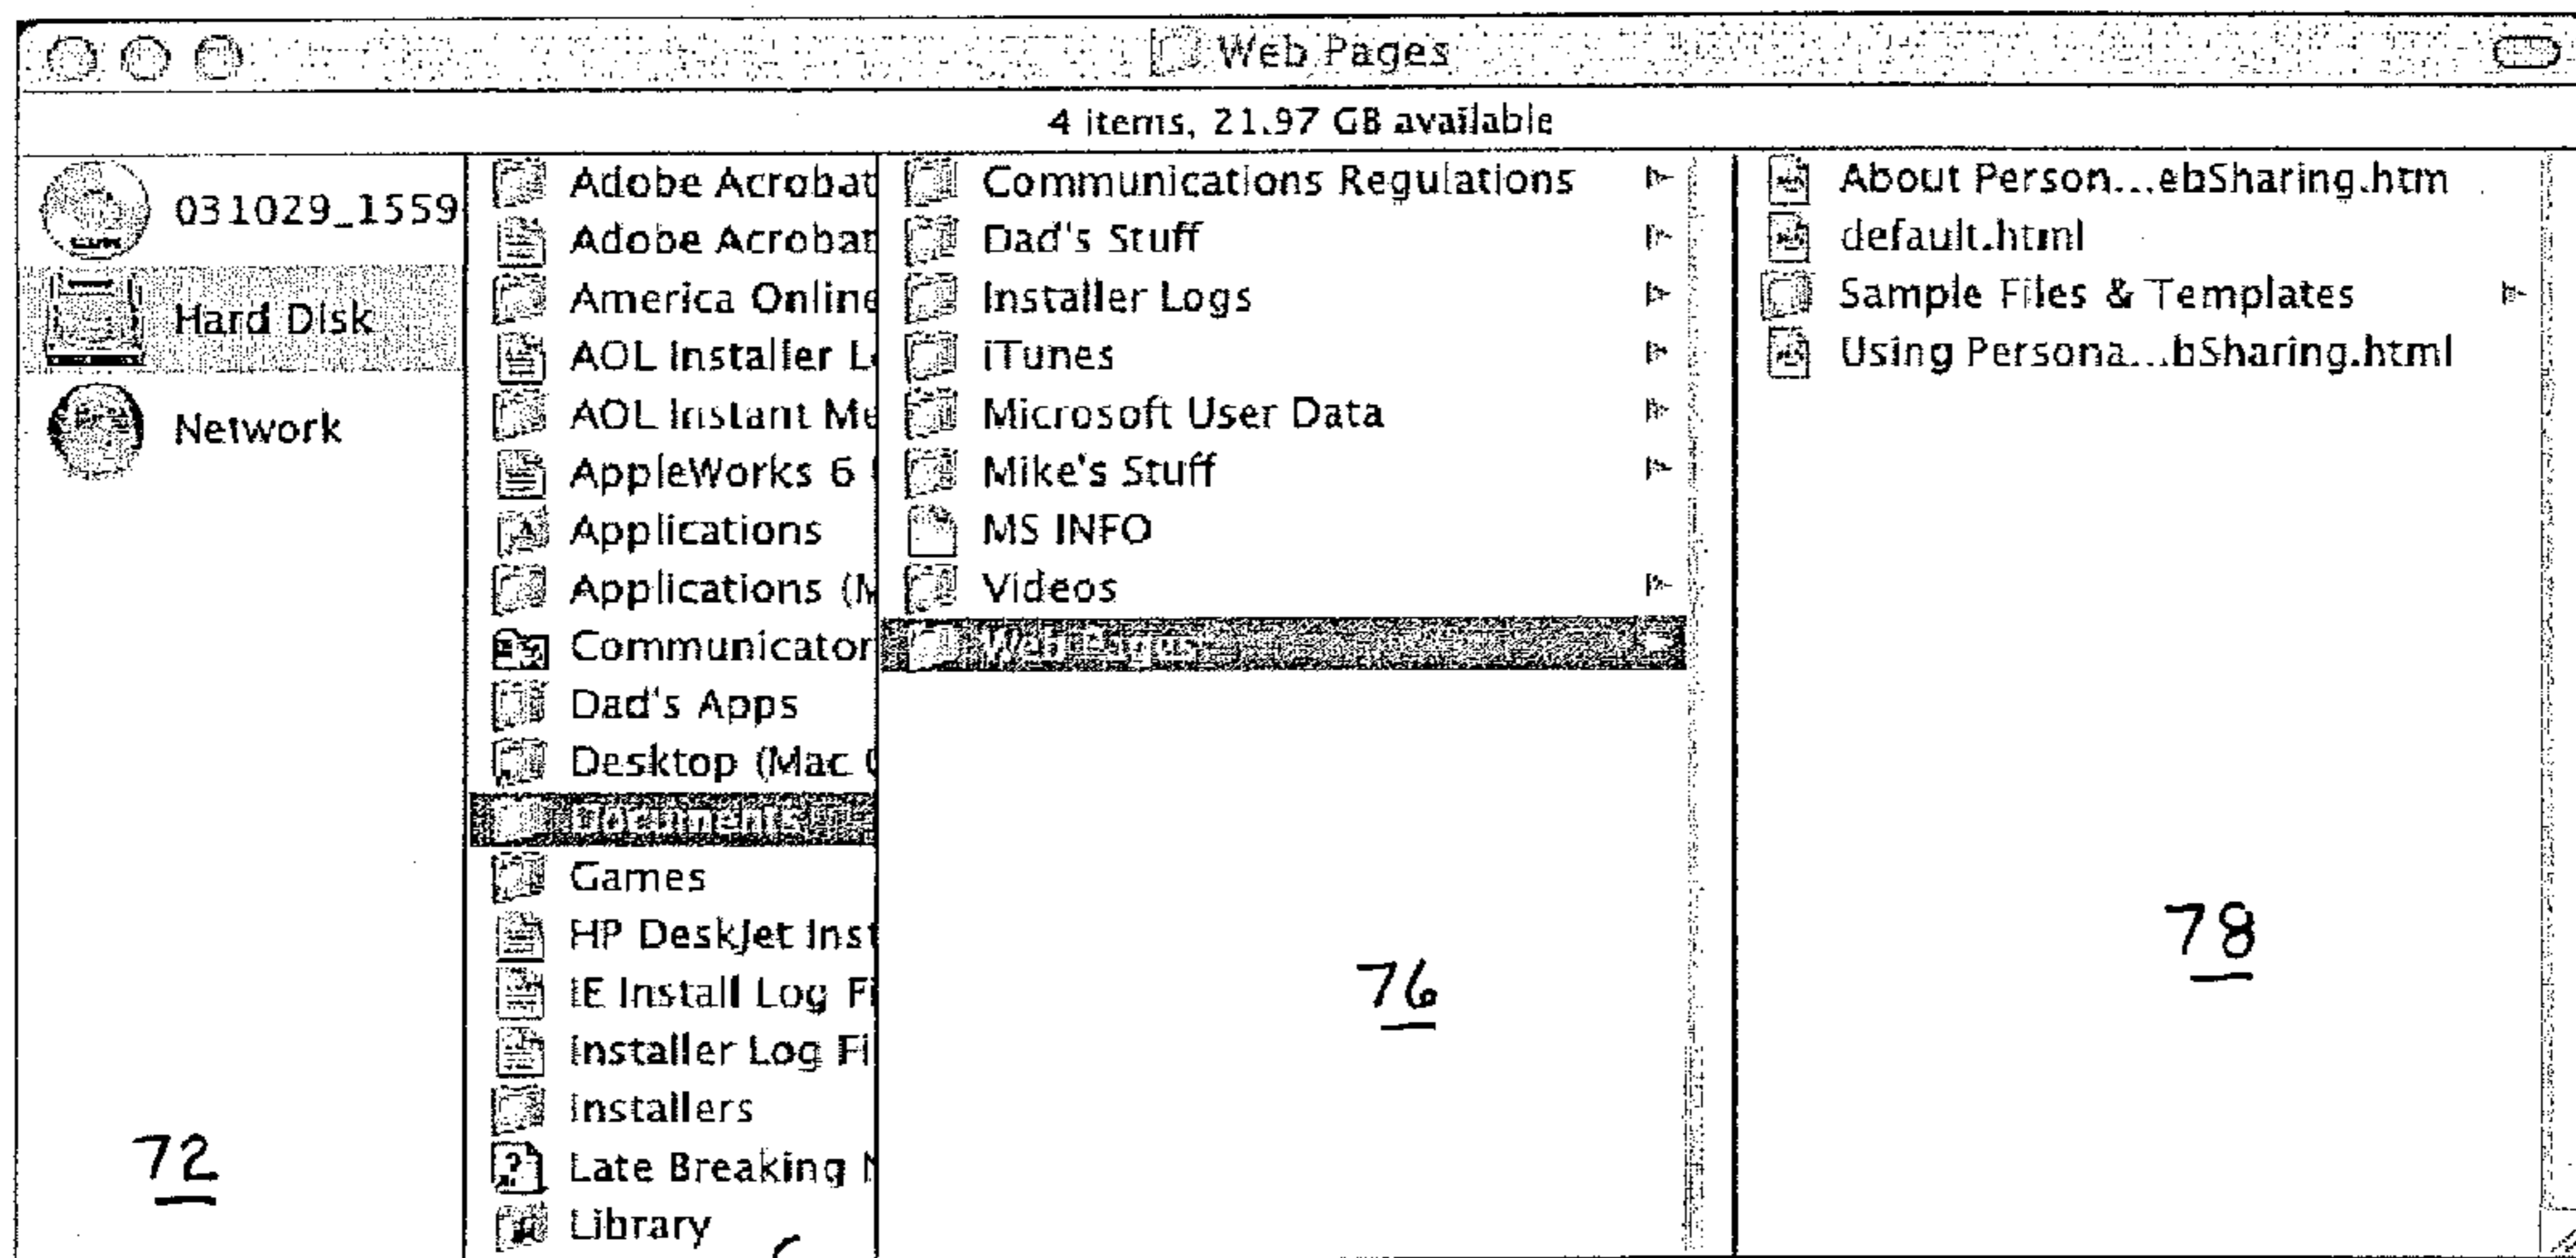 Web Pages
4 items, 21.97 GB available
031029_1559
Hard Disk
Network
72
Adobe Acrobat
Adobe Acrobat
America Online
AOL Installer L
AOL Instant Me
AppleWorks 6
Applications
Applications (M
Communicator
Dad's Apps
Desktop (Mac
Documents
Games
HP DeskJet Inst
IE Install Log Fi
Installer Log Fi
Installers
Late Breaking
Library
Communications Regulations
Dad's Stuff
Installer Logs
iTunes
Microsoft User Data
Mike's Stuff
MS INFO
Videos
Web Pages
76
About Person...ebSharing.htm
default.html
Sample Files & Templates
Using Persona...bSharing.html
78